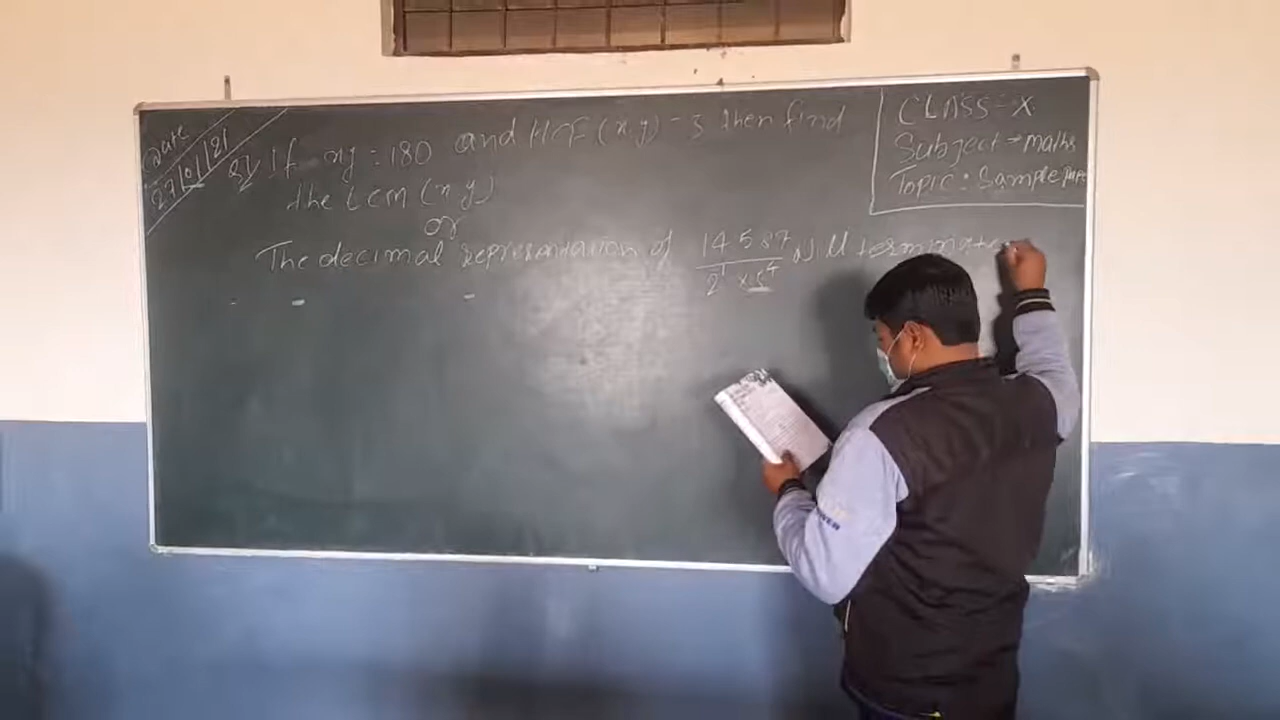 Date
27/01/21
CLASS - X
Subject → maths
Topic : Sample
If xy = 180 and HCF (x,y) = 3 then find
the LCM (x,y)
or
The decimal representation of 14587/2¹ × 5⁴ will terminate